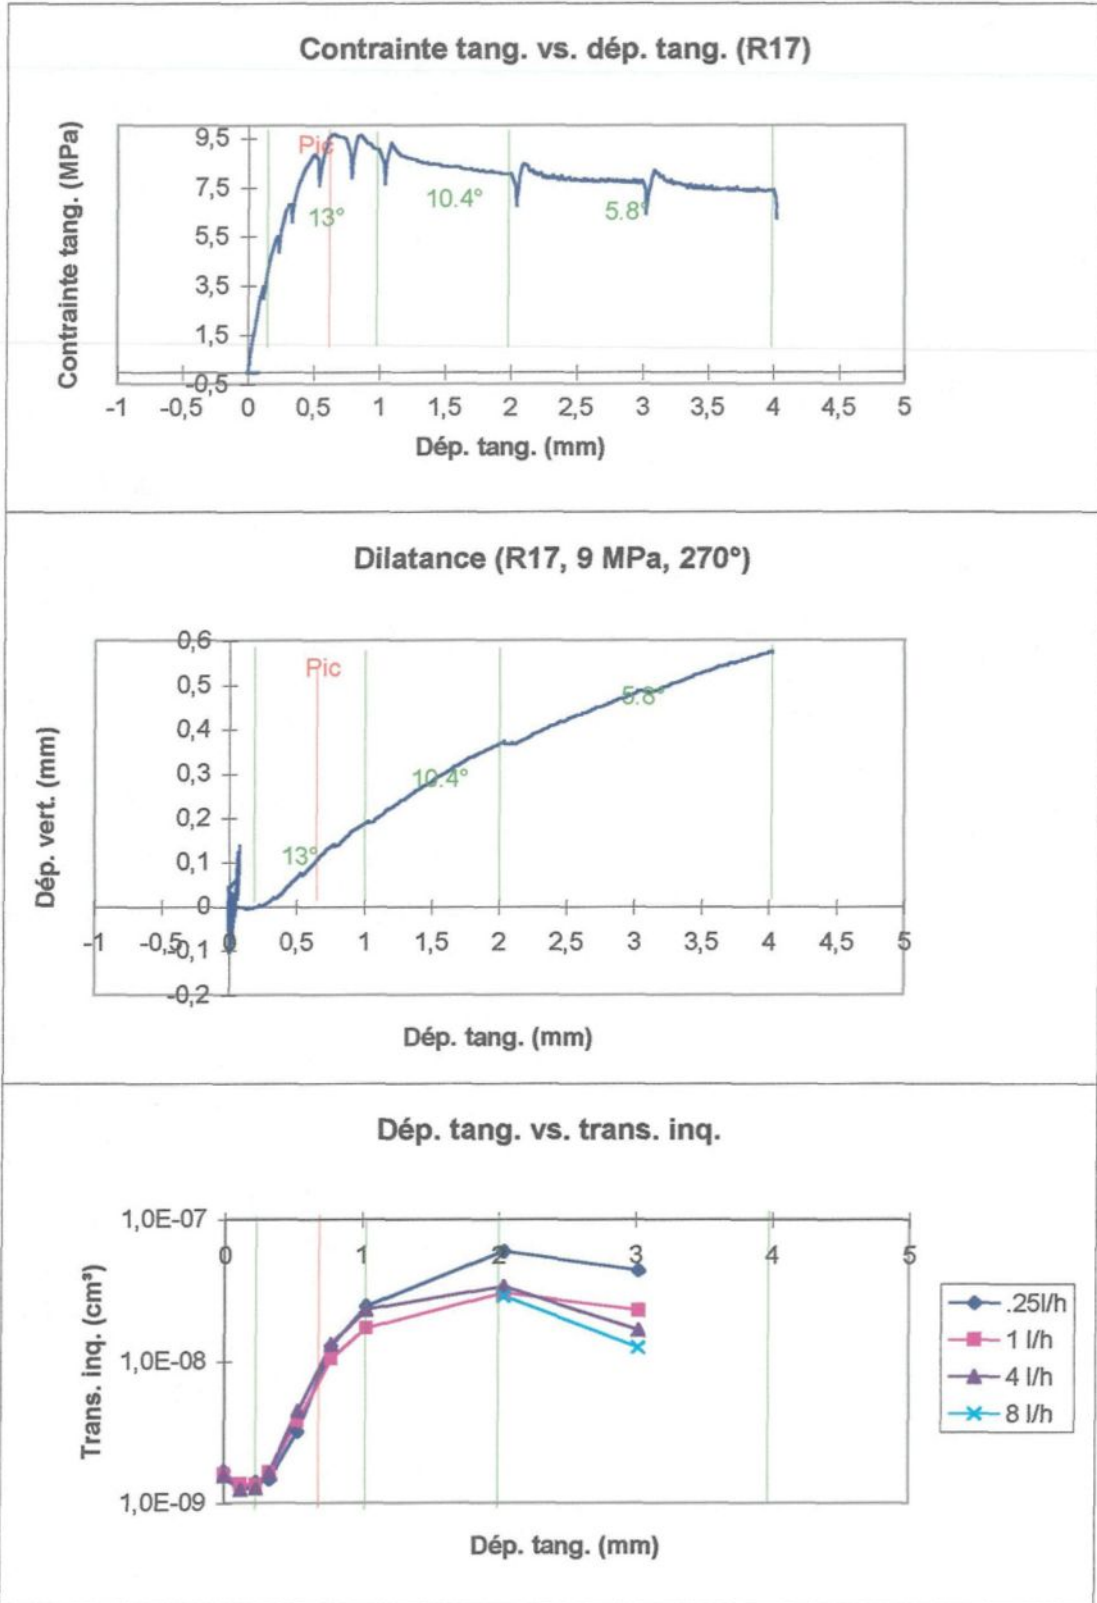 Contrainte tang. vs. dép. tang. (R17)
Contrainte tang. (MPa)
9,5
7,5
5,5
3,5
1,5
-0,5
Pic
13°
10.4°
5.8°
-1 -0,5 0 0,5 1 1,5 2 2,5 3 3,5 4 4,5 5
Dép. tang. (mm)
Dilatance (R17, 9 MPa, 270°)
Dép. vert. (mm)
0,6
0,5
0,4
0,3
0,2
0,1
0
-0,1
-0,2
Pic
13°
10.4°
5.8°
-1 -0,5 0 0,5 1 1,5 2 2,5 3 3,5 4 4,5 5
Dép. tang. (mm)
Dép. tang. vs. trans. inq.
Trans. inq. (cm³)
1,0E-07
1,0E-08
1,0E-09
0 1 2 3 4 5
Dép. tang. (mm)
.25l/h
1 l/h
4 l/h
8 l/h